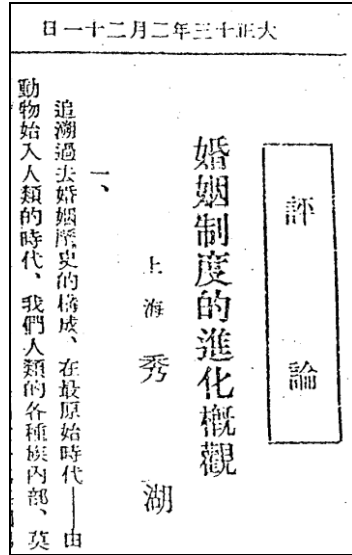 大正十三年二月二十一日
評論
婚姻制度的進化概觀
上海 秀湖
一、
追溯過去婚姻歷史的構成、在最原始時代——由
動物始入人類的時代、我們人類的各種族內部、莫